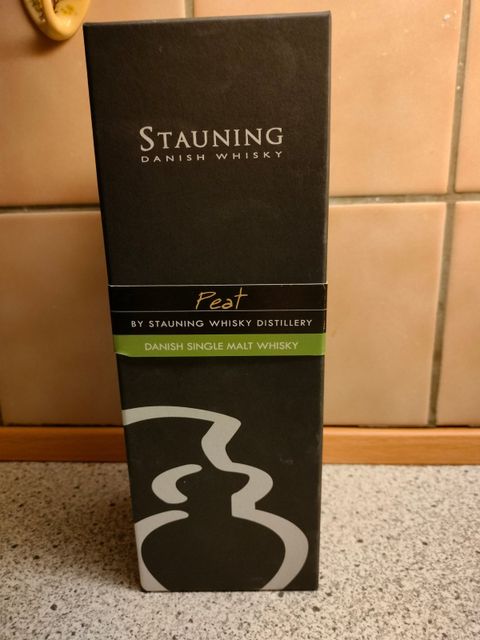 STAUNING
DANISH WHISKY
Peat
BY STAUNING WHISKY DISTILLERY
DANISH SINGLE MALT WHISKY